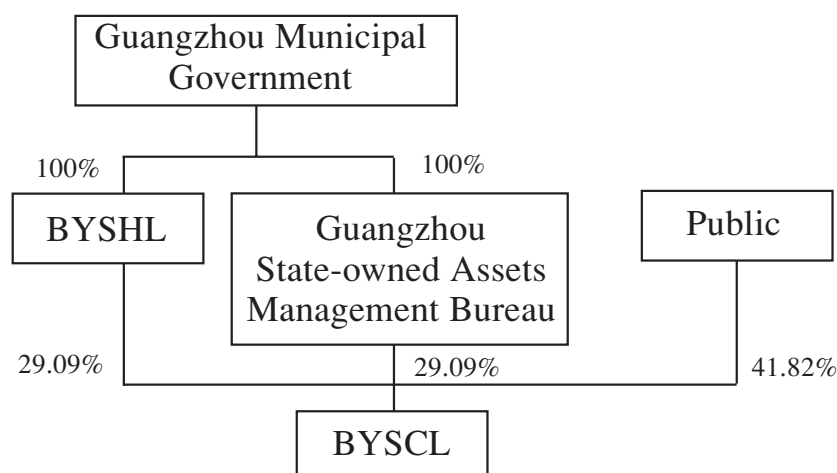 Guangzhou Municipal
Government
100%
100%
BYSHL
Guangzhou
State-owned Assets
Management Bureau
Public
29.09%
29.09%
41.82%
BYSCL